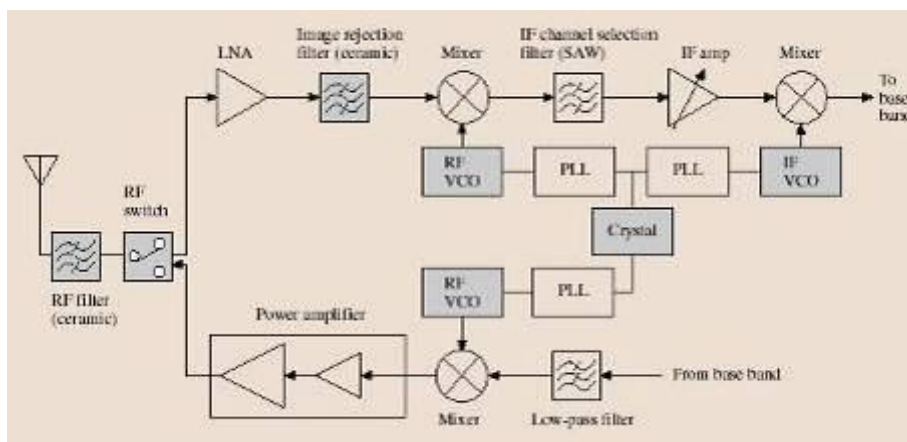 LNA
Image rejection
filter (ceramic)
Mixer
IF channel selection
filter (SAW)
IF amp
Mixer
To
base
band
RF
VCO
PLL
PLL
IF
VCO
RF
switch
Crystal
RF
VCO
PLL
RF filter
(ceramic)
Power amplifier
From base band
Mixer
Low-pass filter